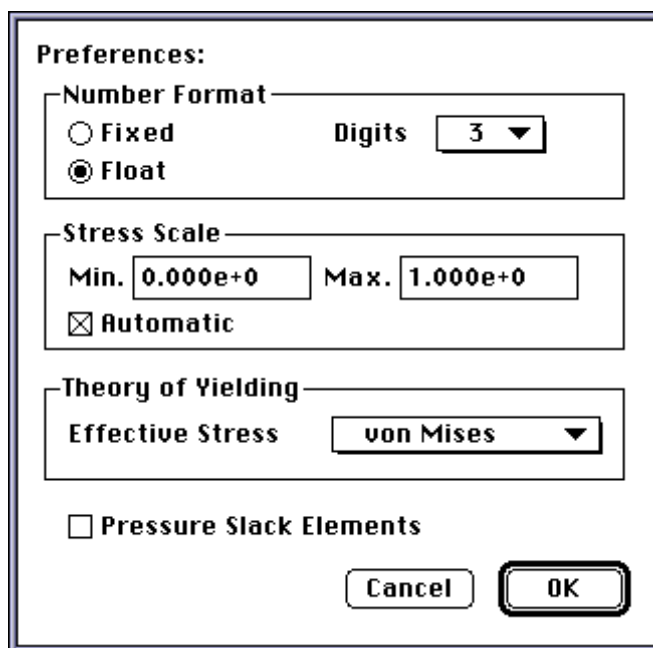 Preferences:
Number Format
Fixed Digits 3
Float
Stress Scale
Min. 0.000e+0 Max. 1.000e+0
Automatic
Theory of Yielding
Effective Stress von Mises
Pressure Slack Elements
Cancel OK